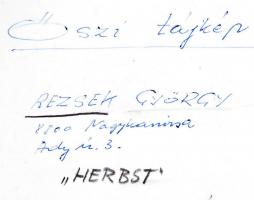 Őszi tájkép
REZSEK GYÖRGY
8800 Nagykanizsa
Ady u. 3.
„HERBST"